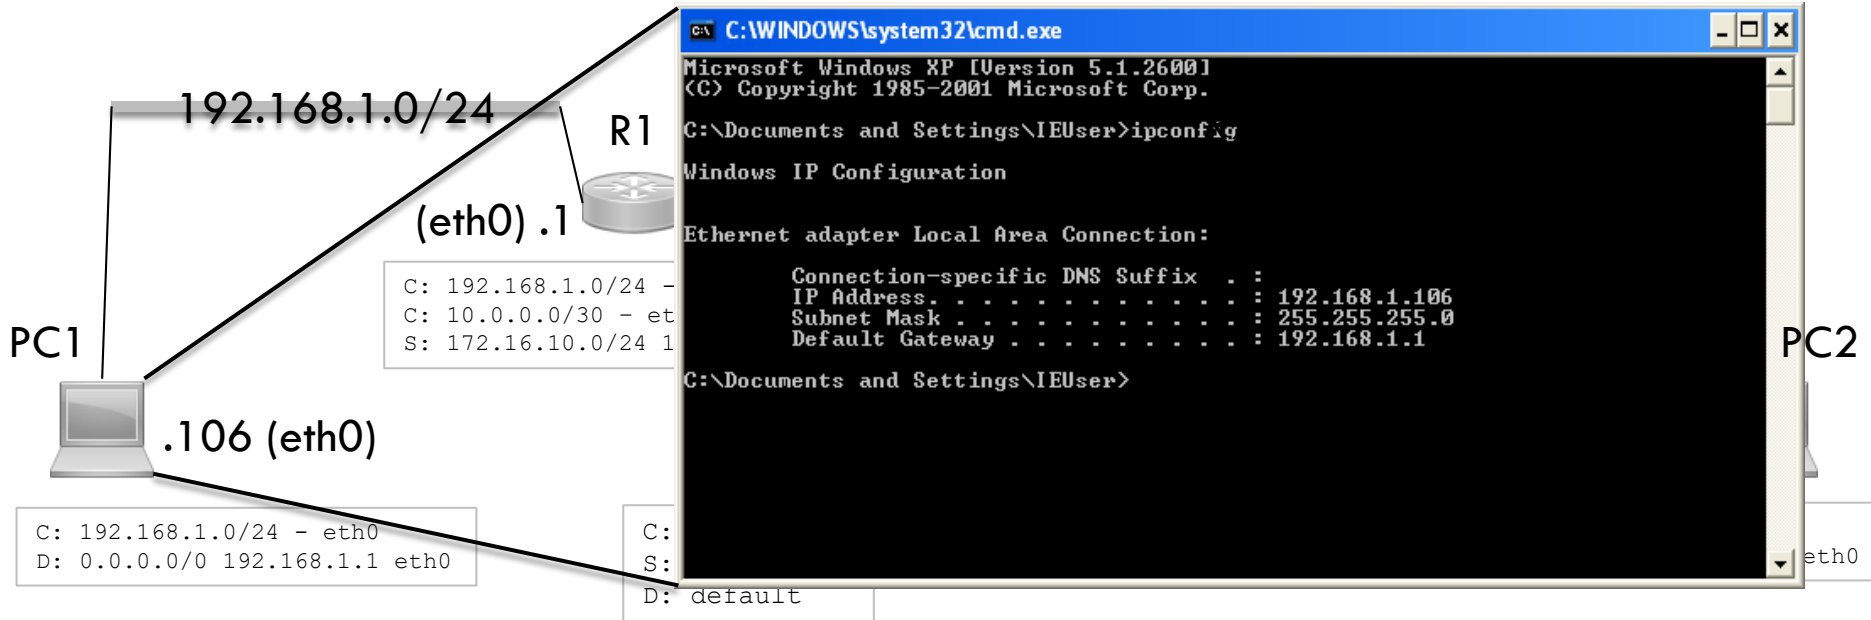 C:\WINDOWS\system32\cmd.exe
Microsoft Windows XP [Version 5.1.2600]
(C) Copyright 1985-2001 Microsoft Corp.
C:\Documents and Settings\IEUser>ipconfig
Windows IP Configuration
Ethernet adapter Local Area Connection:
Connection-specific DNS Suffix . :
IP Address. . . . . . . . . . . . : 192.168.1.106
Subnet Mask . . . . . . . . . . . : 255.255.255.0
Default Gateway . . . . . . . . . : 192.168.1.1
C:\Documents and Settings\IEUser>
192.168.1.0/24
R1
(eth0) .1
C: 192.168.1.0/24 -
C: 10.0.0.0/30 – et
S: 172.16.10.0/24 1
PC1
PC2
.106 (eth0)
C: 192.168.1.0/24 - eth0
D: 0.0.0.0/0 192.168.1.1 eth0
C:
S:
D: default
eth0